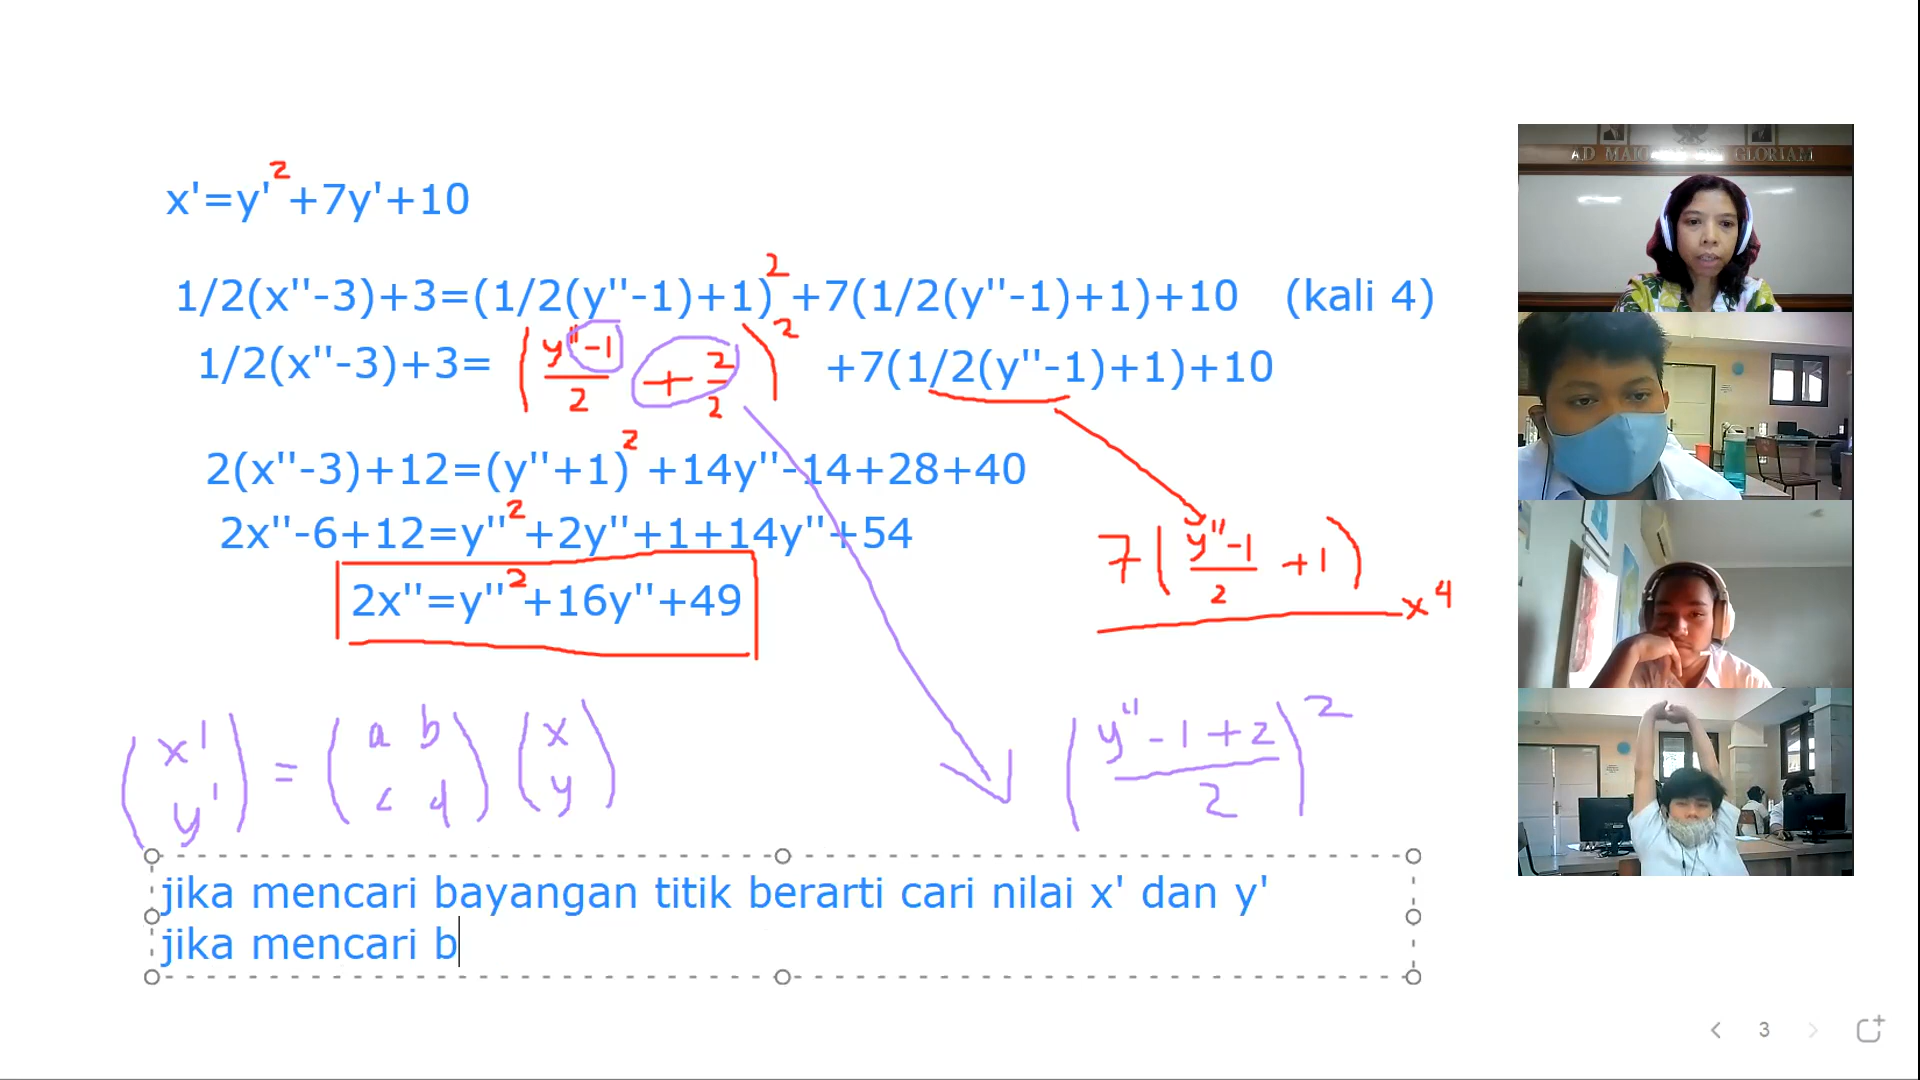 x'=y'²+7y'+10
1/2(x''-3)+3=(1/2(y''-1)+1)²+7(1/2(y''-1)+1)+10 (kali 4)
1/2(x''-3)+3= (y''-1/2 + 2/2)² +7(1/2(y''-1)+1)+10
2(x''-3)+12=(y''+1)²+14y''-14+28+40
2x''-6+12=y''²+2y''+1+14y''+54
2x''=y''²+16y''+49
7(y''-1/2 +1) x4
(x' y') = (a b c d) (x y)
(y''-1+2/2)²
jika mencari bayangan titik berarti cari nilai x' dan y'
jika mencari b
AD MAIO GLORIAM
3